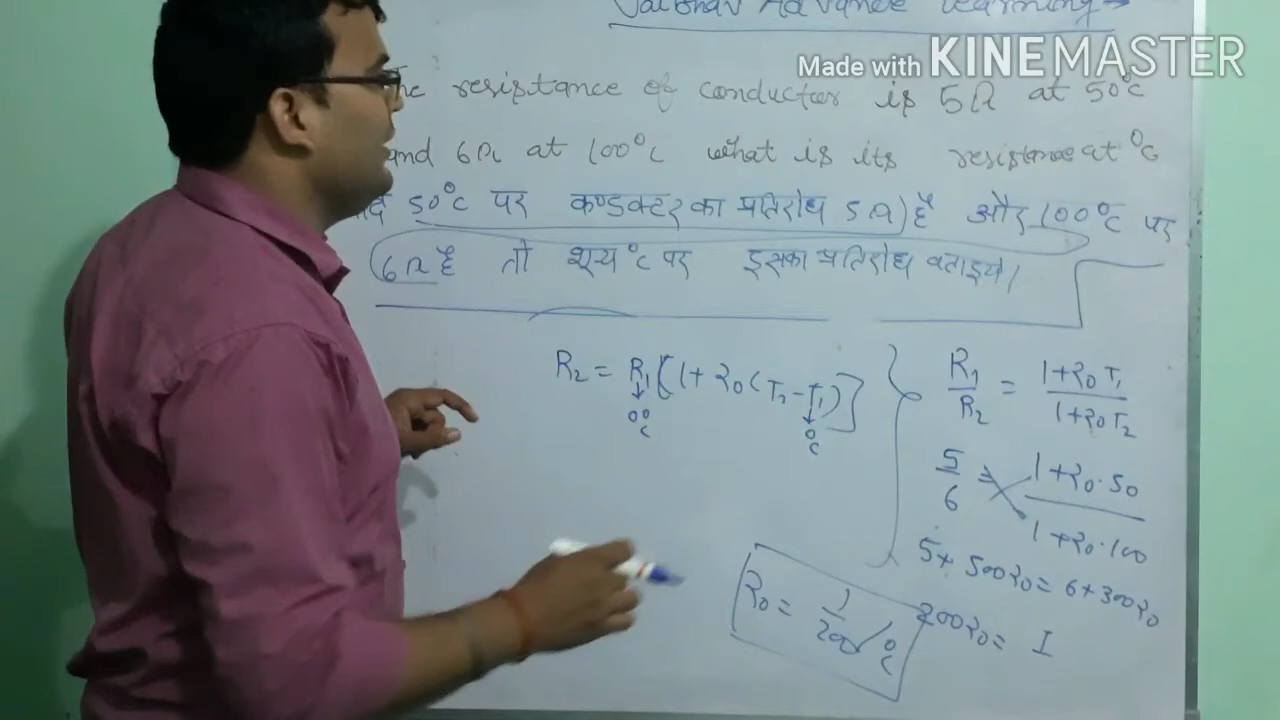 Vaibhav Advance learning
Made with KINEMASTER
The resistance of conductor is 5Ω at 50°C
and 6Ω at 100°C what is its resistance at 0°C
50°C पर कण्डक्टर का प्रतिरोध 5Ω है और 100°C पर
6Ω है तो शून्य °C पर इसका प्रतिरोध बताइये।
R₂ = R₁[1+α₀(T₂-T₁)]
0°C 0°C
R₁/R₂ = (1+α₀T₁)/(1+α₀T₂)
5/6 = (1+α₀.50)/(1+α₀.100)
5+500α₀ = 6+300α₀
200α₀ = 1
α₀ = 1/200/°C